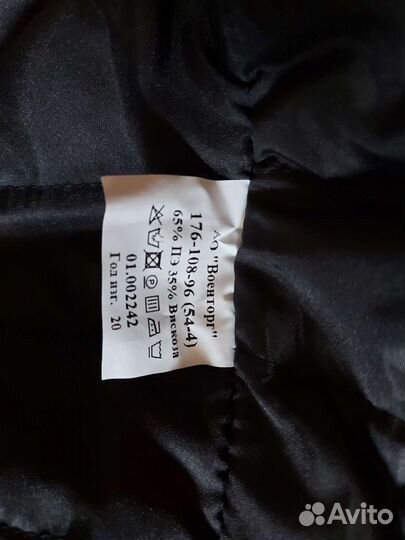 АО "Военторг"
176-108-96 (54-4)
65% ПЭ 35% Вискоза
01.002242
Год изг. 20
Avito